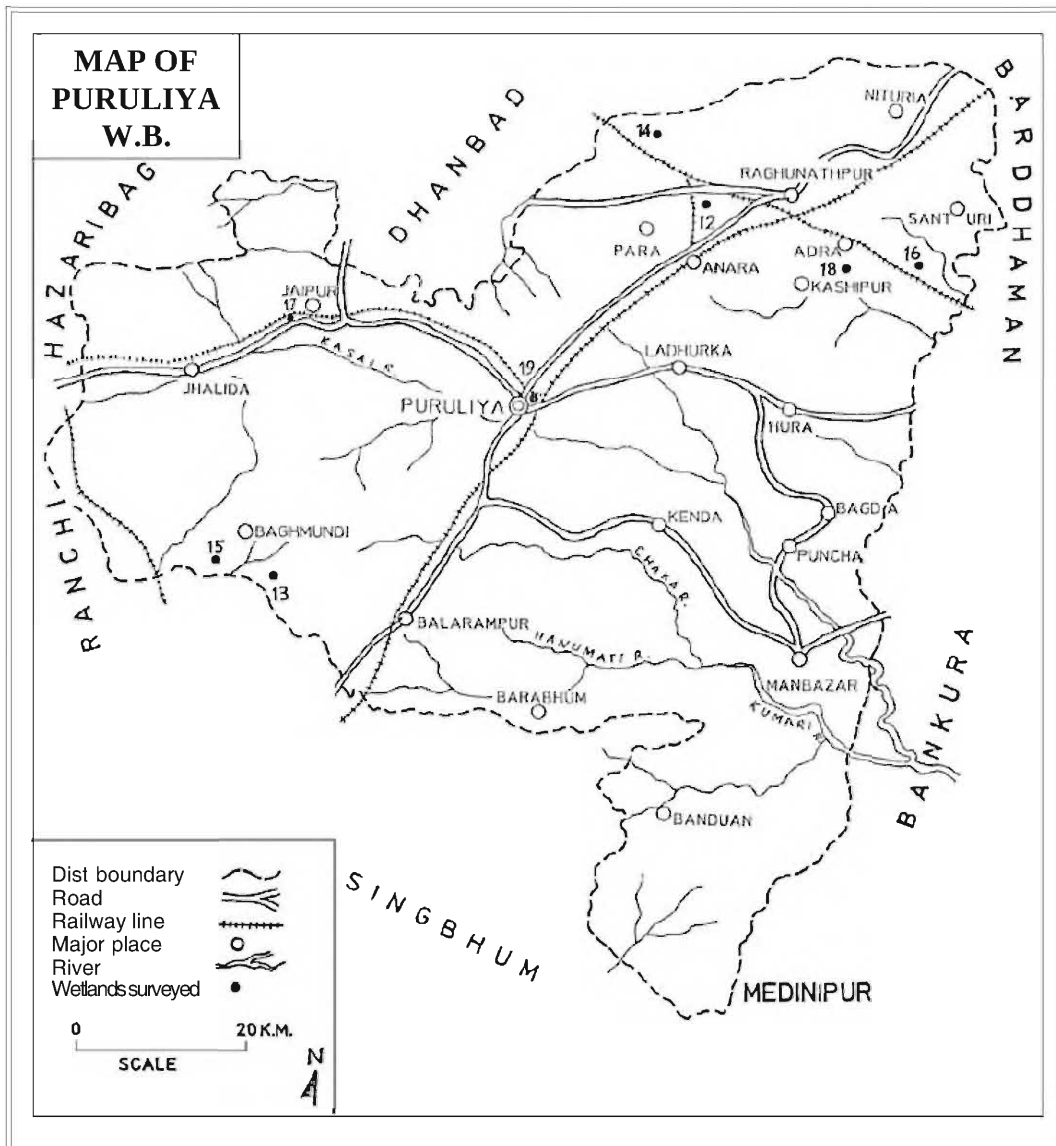 MAP OF
PURULIYA
W.B.
HAZARIBAG
DHANBAD
BARDDHAMAN
NITURIA
14
RAGHUNATHPUR
12
SANTURI
PARA
ADRA
ANARA
18
16
KASHIPUR
JAIPUR
17
KASAI R.
LADHURKA
JHALIDA
19
PURULIYA
HURA
RANCHI
BAGDA
KENDA
BAGHMUNDI
15
PUNCHA
CHAKA R.
13
BALARAMPUR
HANUMATI R.
BANKURA
MANBAZAR
BARABHUM
KUMARI R.
BANDUAN
SINGBHUM
MEDINIPUR
Dist boundary
Road
Railway line
Major place
River
Wetlands surveyed
0 20 K.M.
SCALE
N